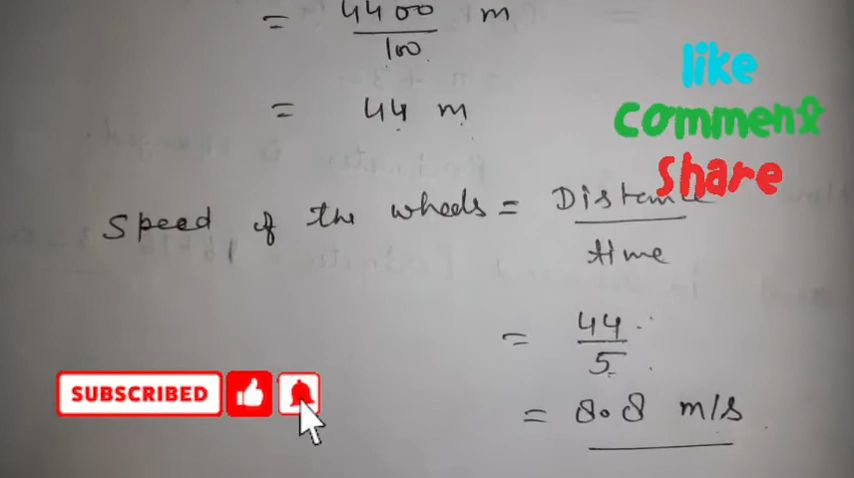 = 4400 m
100
= 44 m
like
comment
share
Speed of the wheels = Distance
time
= 44
5
= 8.8 m/s
SUBSCRIBED